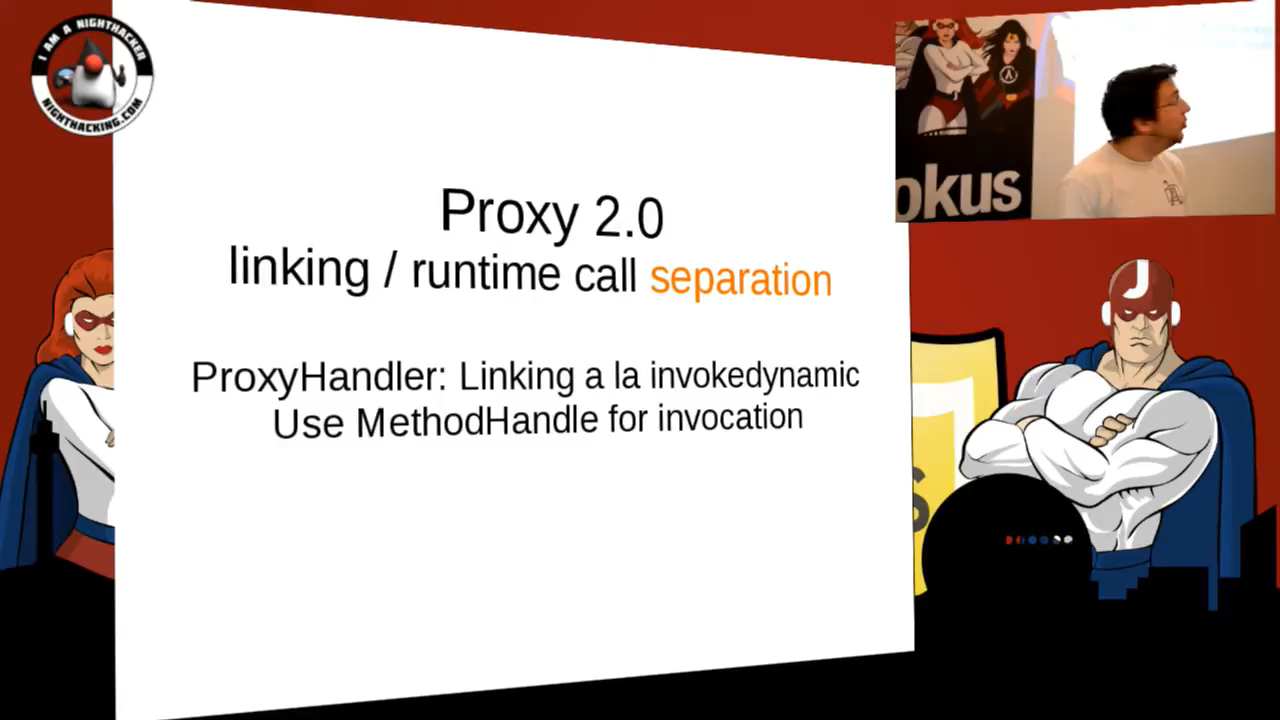 I AM A NIGHTHACKER
NIGHTHACKING.COM
Proxy 2.0
linking / runtime call separation
ProxyHandler: Linking a la invokedynamic
Use MethodHandle for invocation
okus
J
S